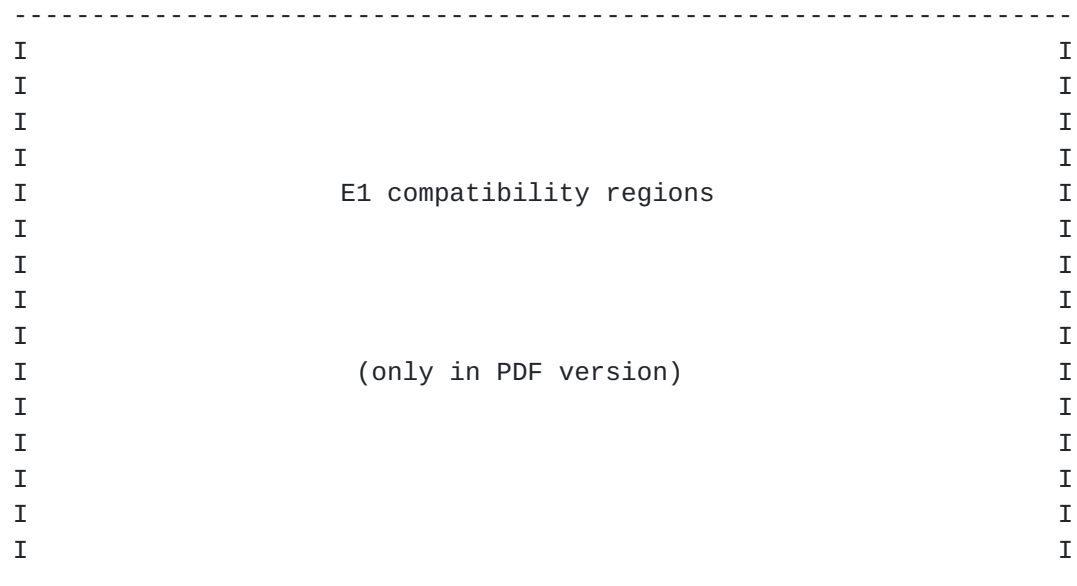 --------------------------------------------------------------------
I                                                                  I
I                                                                  I
I                                                                  I
I                                                                  I
I                    E1 compatibility regions                      I
I                                                                  I
I                                                                  I
I                                                                  I
I                                                                  I
I                     (only in PDF version)                        I
I                                                                  I
I                                                                  I
I                                                                  I
I                                                                  I
I                                                                  I